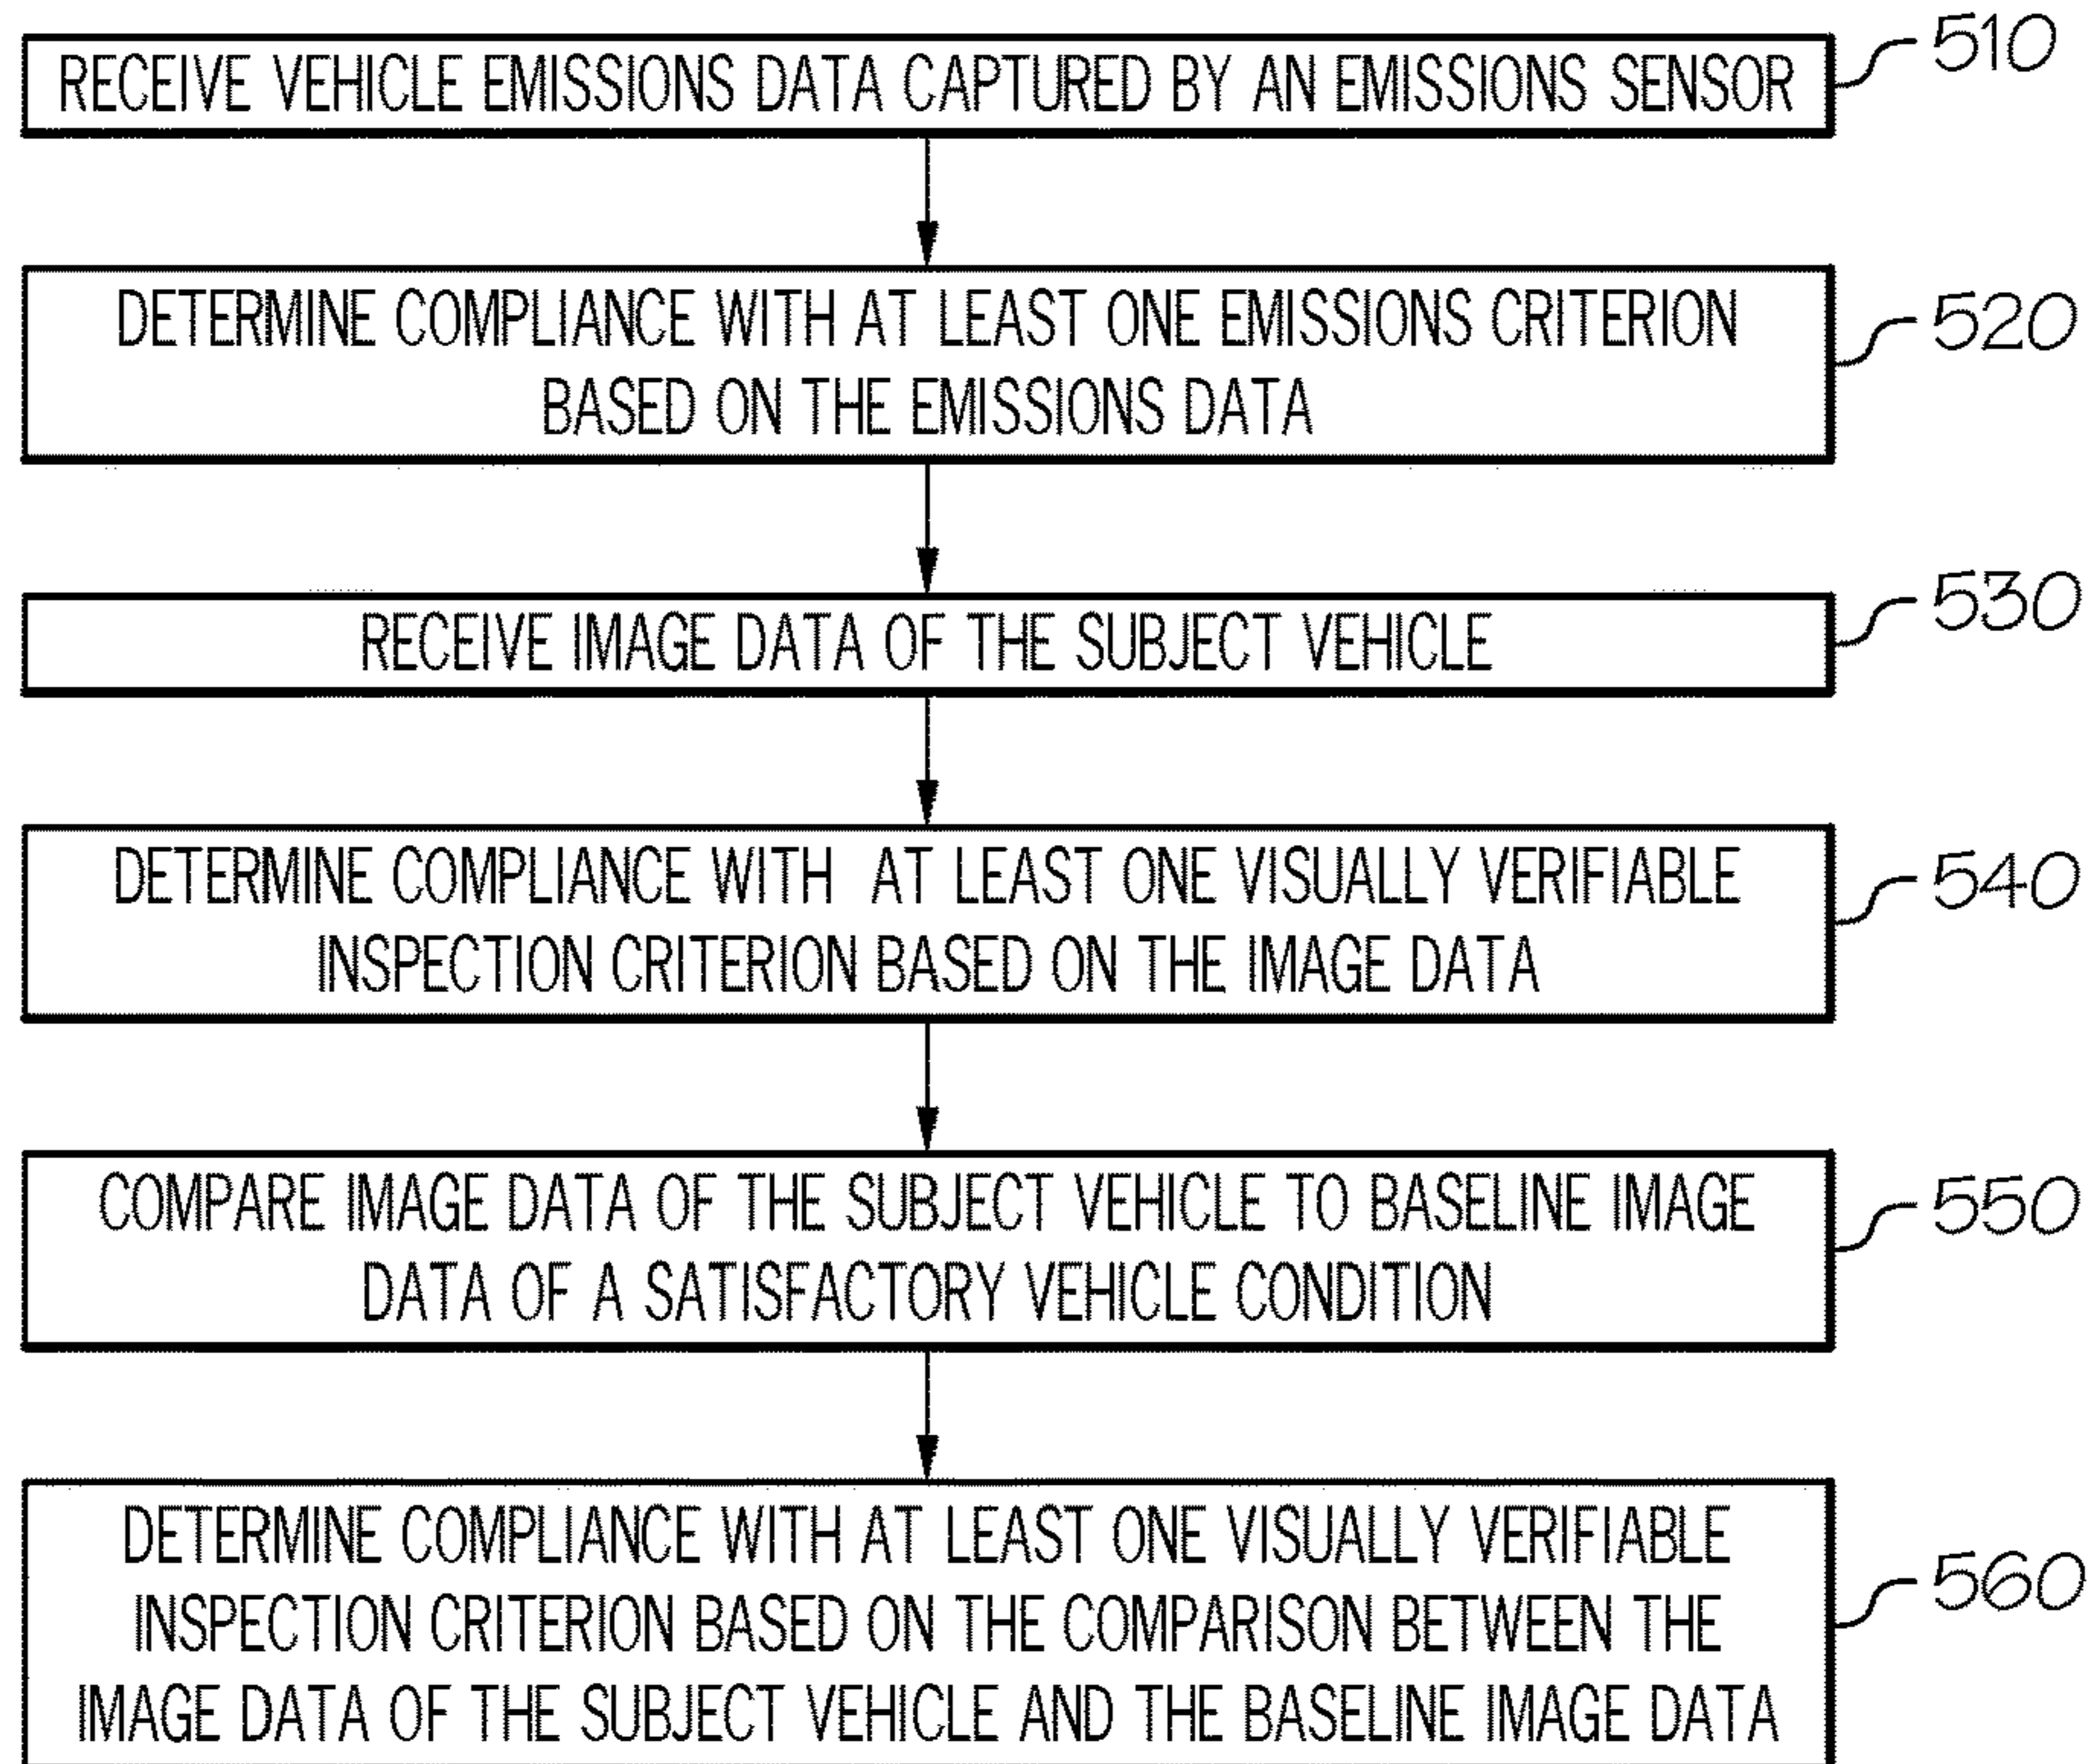 RECEIVE VEHICLE EMISSIONS DATA CAPTURED BY AN EMISSIONS SENSOR
510
DETERMINE COMPLIANCE WITH AT LEAST ONE EMISSIONS CRITERION
BASED ON THE EMISSIONS DATA
520
RECEIVE IMAGE DATA OF THE SUBJECT VEHICLE
530
DETERMINE COMPLIANCE WITH AT LEAST ONE VISUALLY VERIFIABLE
INSPECTION CRITERION BASED ON THE IMAGE DATA
540
COMPARE IMAGE DATA OF THE SUBJECT VEHICLE TO BASELINE IMAGE
DATA OF A SATISFACTORY VEHICLE CONDITION
550
DETERMINE COMPLIANCE WITH AT LEAST ONE VISUALLY VERIFIABLE
INSPECTION CRITERION BASED ON THE COMPARISON BETWEEN THE
IMAGE DATA OF THE SUBJECT VEHICLE AND THE BASELINE IMAGE DATA
560